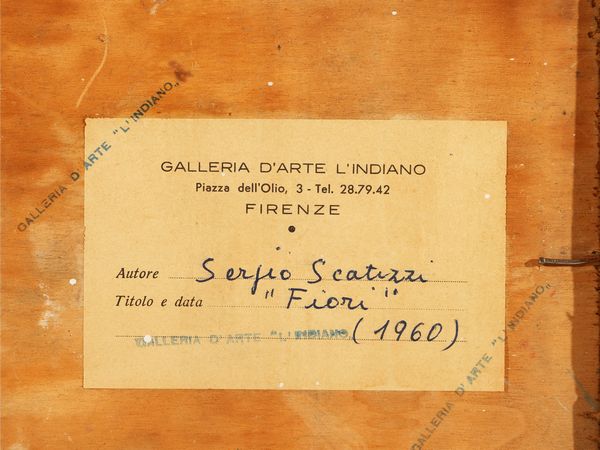 GALLERIA D'ARTE "L'INDIANO„
GALLERIA D'ARTE L'INDIANO
Piazza dell'Olio, 3 - Tel. 28.79.42
FIRENZE
Autore Sergio Scatizzi
Titolo e data "Fiori"
GALLERIA D'ARTE "L'INDIANO„ (1960)
GALLERIA D'ARTE "L'INDIANO„